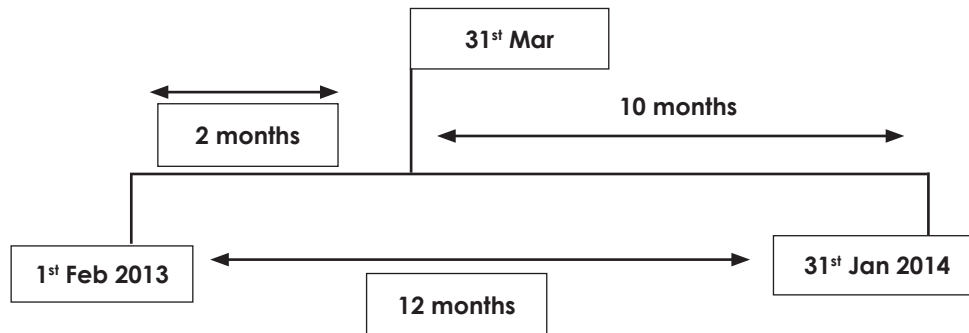 31st Mar
2 months
10 months
1st Feb 2013
12 months
31st Jan 2014